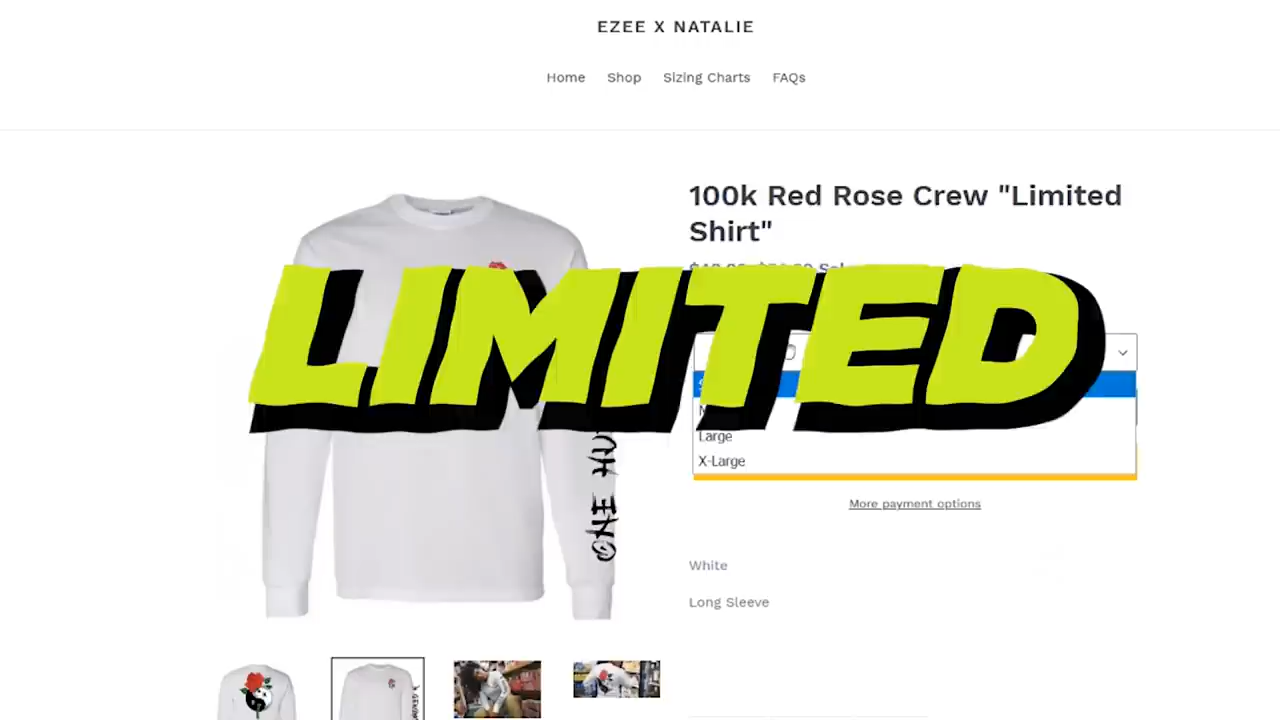 EZEE X NATALIE
Home Shop Sizing Charts FAQs
100k Red Rose Crew "Limited
Shirt"
LIMITED
Large
X-Large
ONE
More payment options
White
Long Sleeve